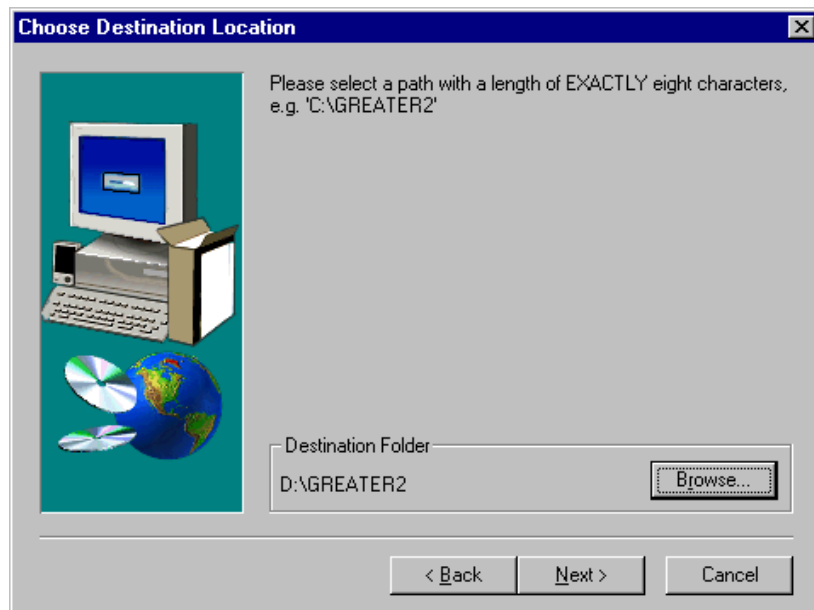 Choose Destination Location
Please select a path with a length of EXACTLY eight characters,
e.g. 'C:\GREATER2'
Destination Folder
D:\GREATER2
Browse...
< Back
Next >
Cancel